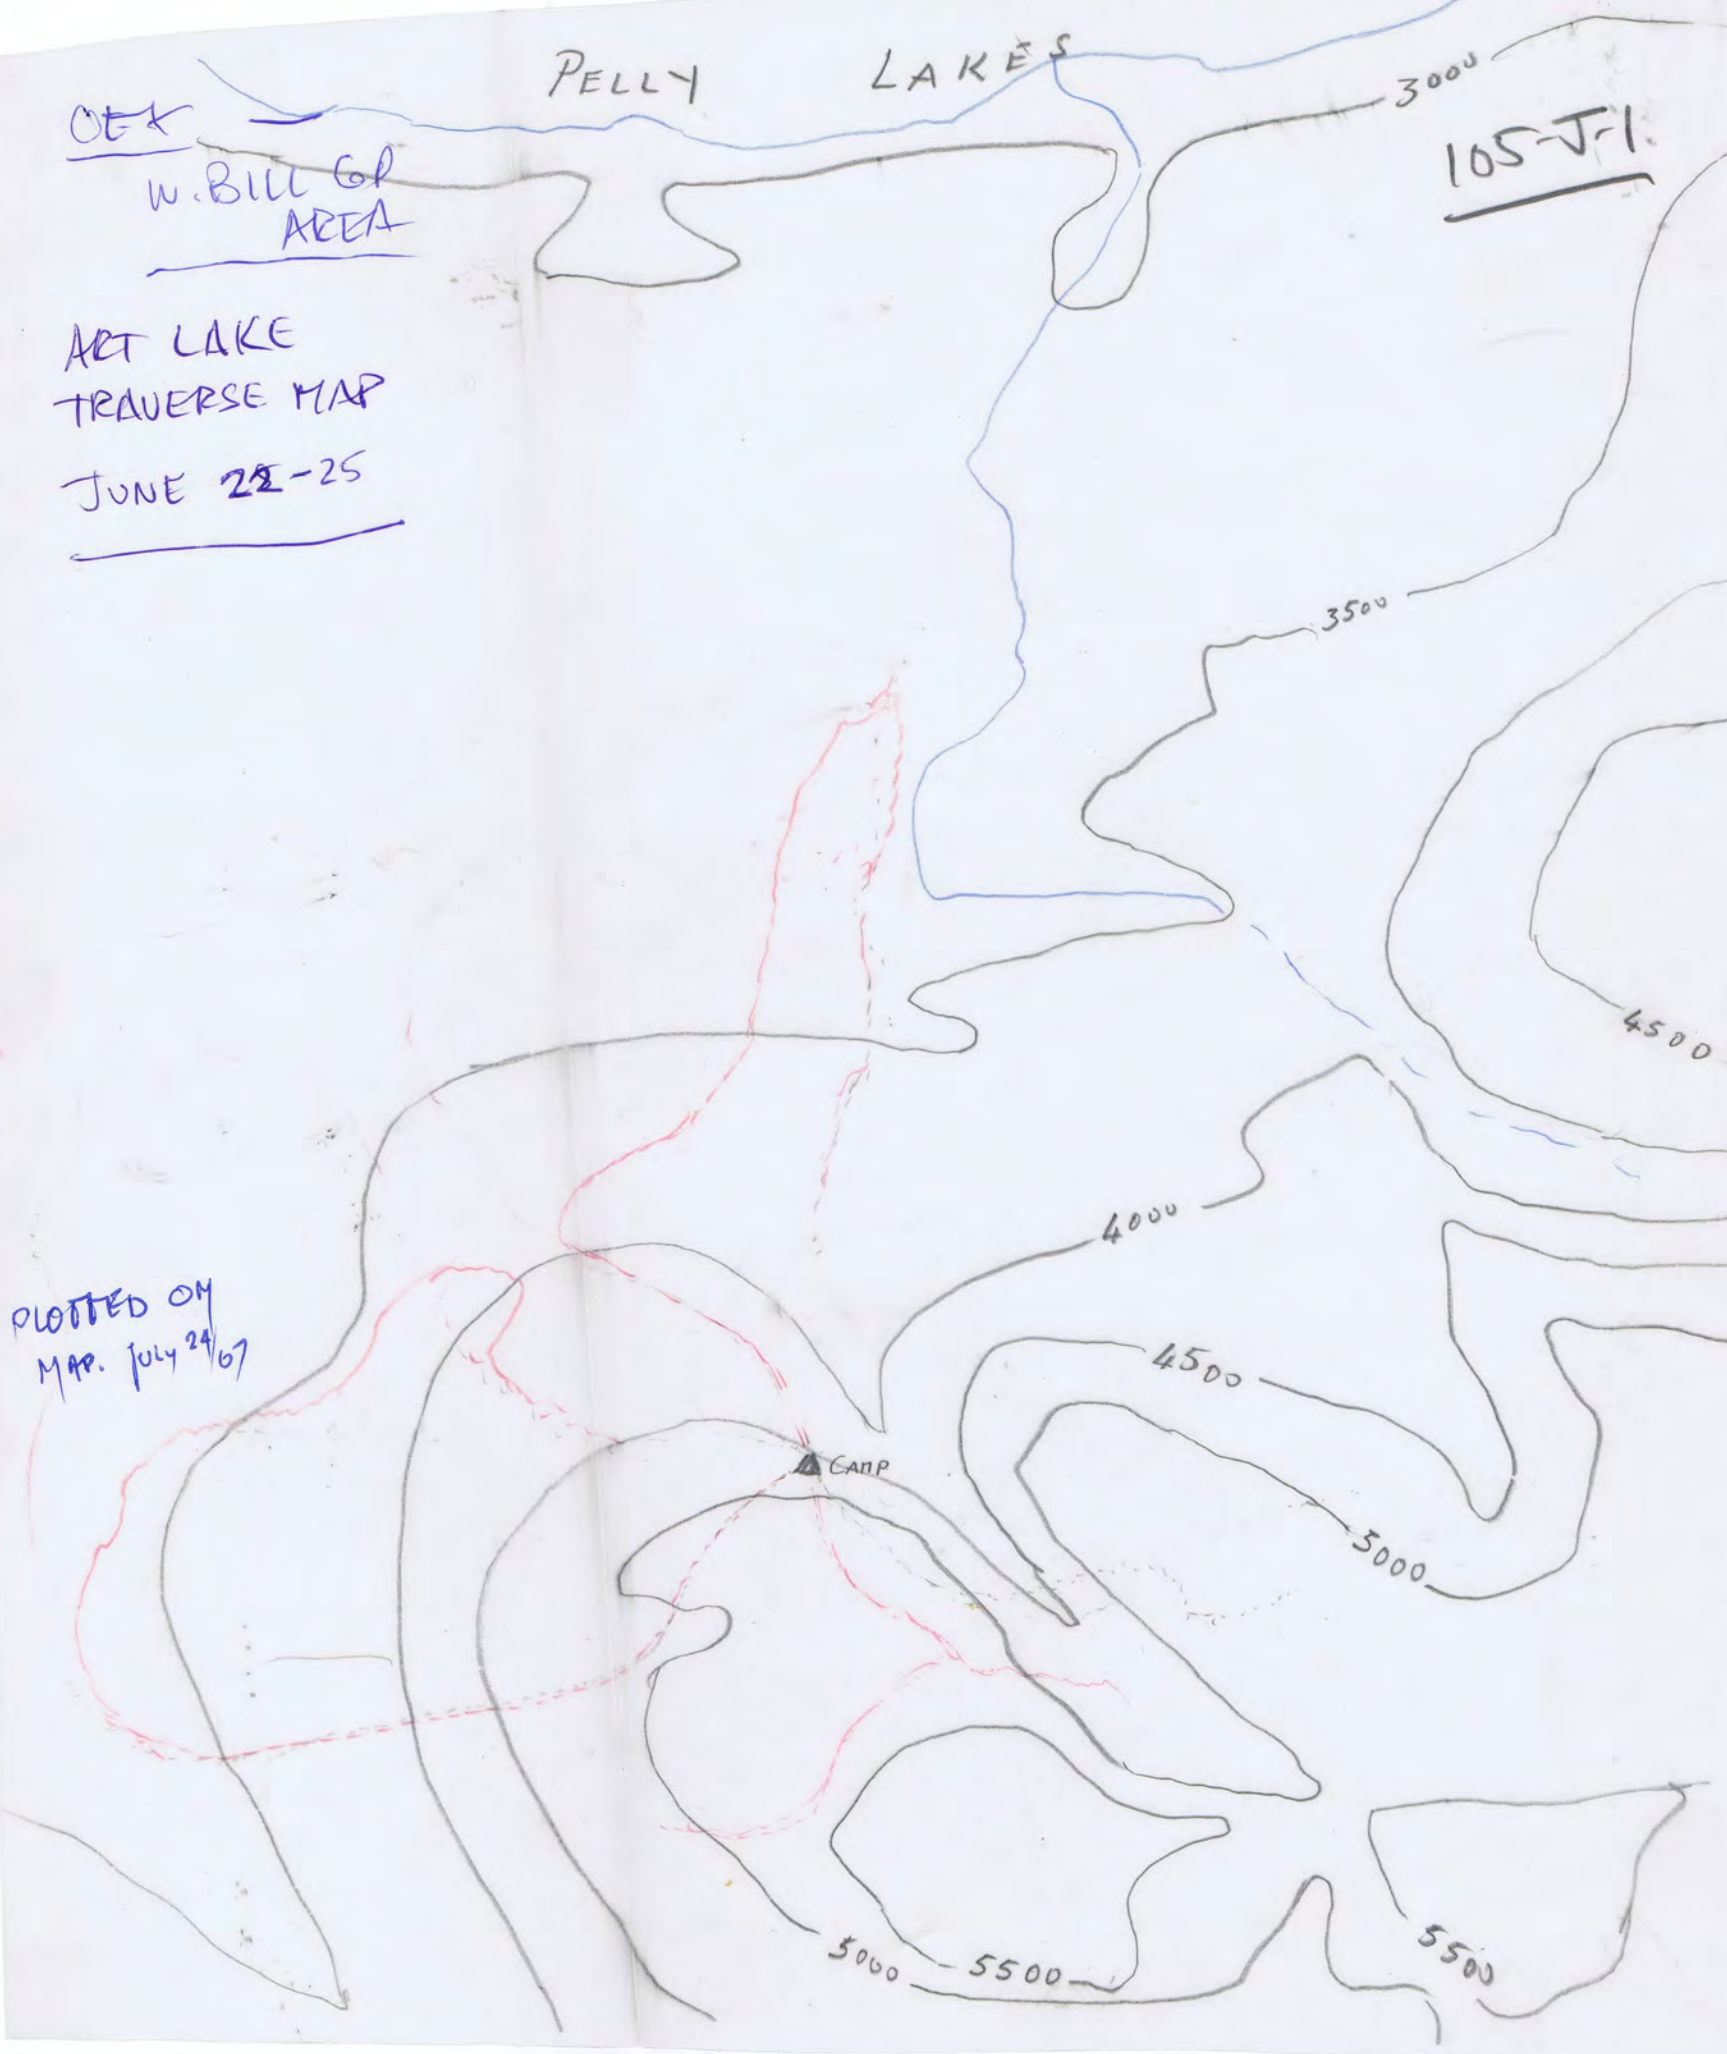 PELLY LAKES
3000
105-J-1.
OEX
W. BILL GP
AREA
ART LAKE
TRAVERSE MAP
JUNE 22-25
3500
4500
4000
PLOTTED ON
MAP. JULY 24/67
4500
CAMP
5000
5000
5500
5500